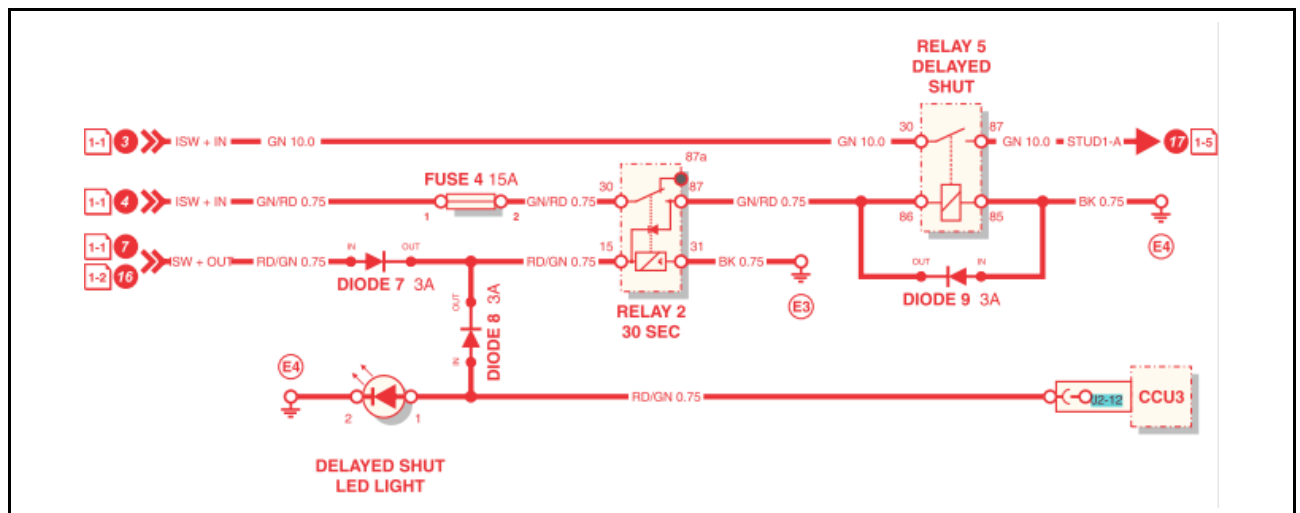 RELAY 5
DELAYED
SHUT
1-1 3 ISW + IN GN 10.0 GN 10.0 30 87 GN 10.0 STUD1-A 17 1-5
87a
FUSE 4 15A
1-1 4 ISW + IN GN/RD 0.75 1 2 GN/RD 0.75 30 87 GN/RD 0.75 86 85 BK 0.75
E4
1-1 7
1-2 16
ISW + OUT RD/GN 0.75 IN OUT RD/GN 0.75 15 31 BK 0.75
DIODE 7 3A
E3
OUT IN
DIODE 9 3A
RELAY 2
30 SEC
OUT
DIODE 8 3A
IN
E4
2 1 RD/GN 0.75 J2-12 CCU3
DELAYED SHUT
LED LIGHT